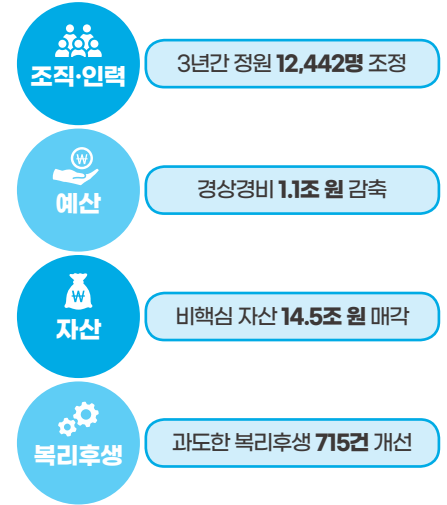 조직·인력
3년간 정원 12,442명 조정
₩
예산
경상경비 1.1조 원 감축
₩
자산
비핵심 자산 14.5조 원 매각
복리후생
과도한 복리후생 715건 개선